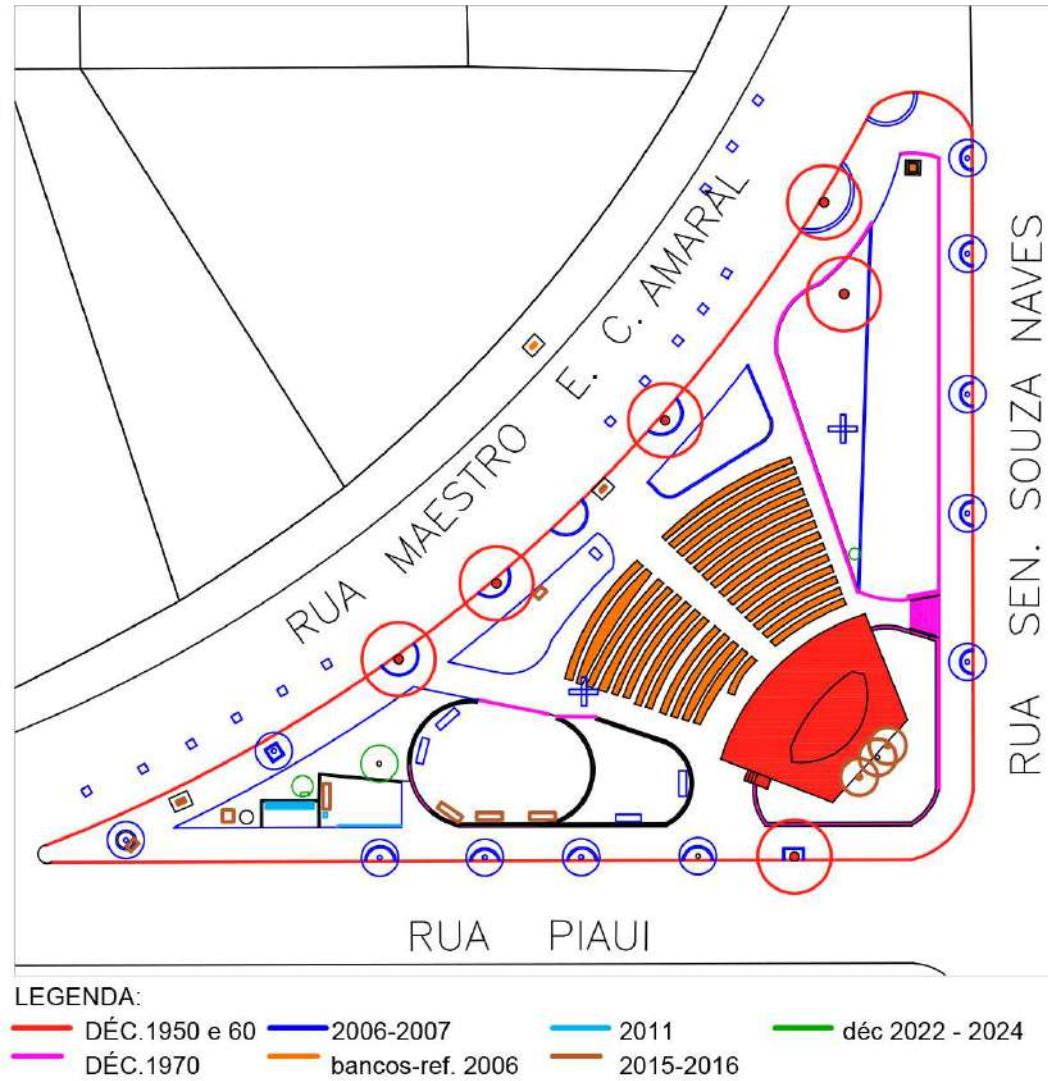 RUA MAESTRO E. C. AMARAL
RUA SEN. SOUZA NAVES
RUA PIAUI
LEGENDA:
DÉC.1950 e 60
2006-2007
2011
déc 2022 - 2024
DÉC.1970
bancos-ref. 2006
2015-2016